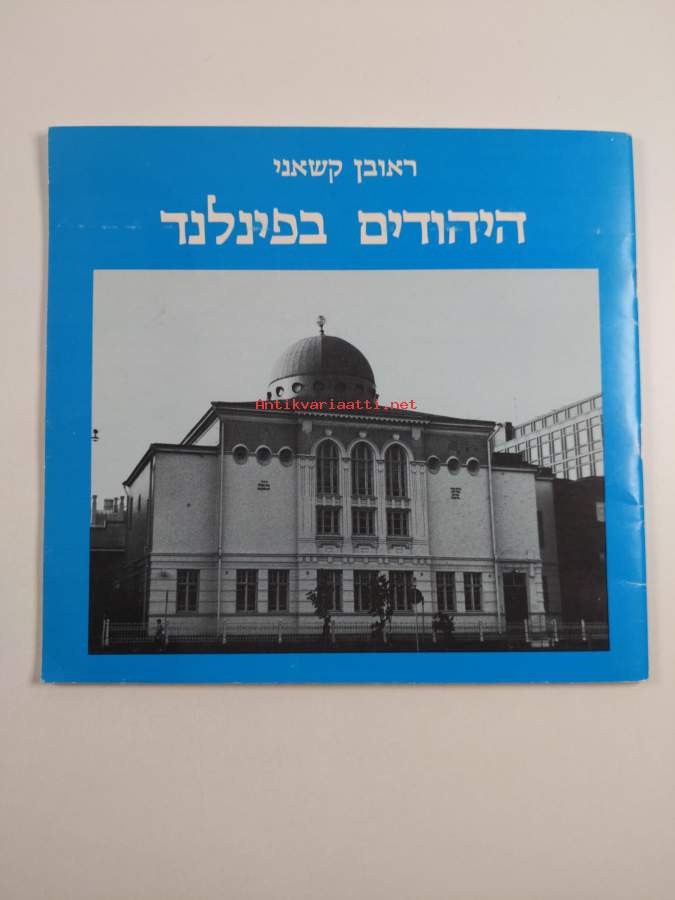 ראובן קשאני
היהודים בפינלנד
Antikvariaatti.net